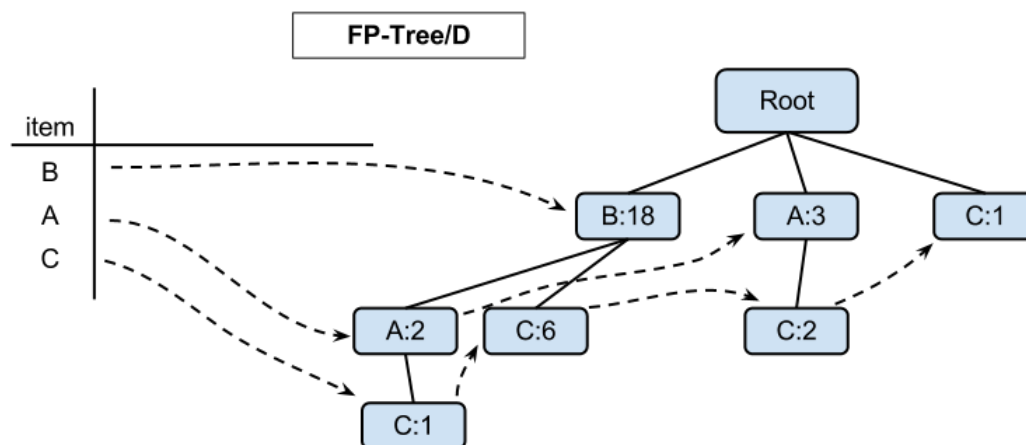 FP-Tree/D
Root
item
B
A
C
B:18
A:3
C:1
A:2
C:6
C:2
C:1